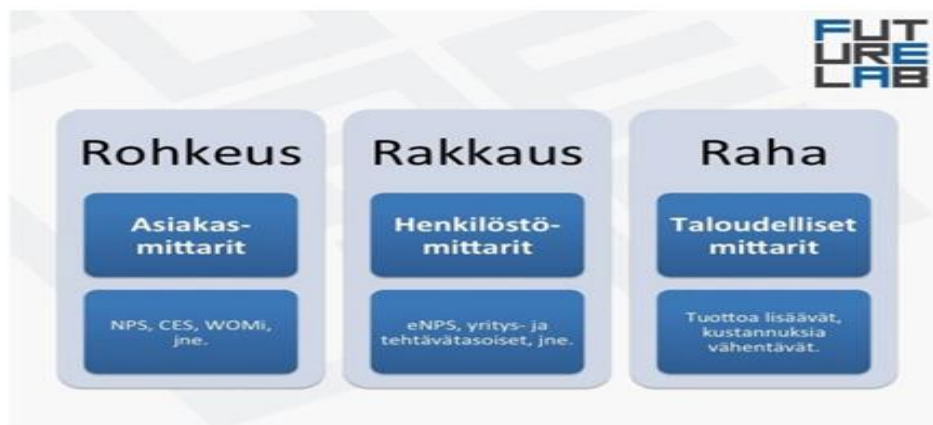 FUT
URE
LAB
Rohkeus
Asiakas-
mittarit
NPS, CES, WOMi,
jne.
Rakkaus
Henkilöstö-
mittarit
eNPS, yritys- ja
tehtävätasoiset, jne.
Raha
Taloudelliset
mittarit
Tuottoa lisäävät,
kustannuksia
vähentävät.